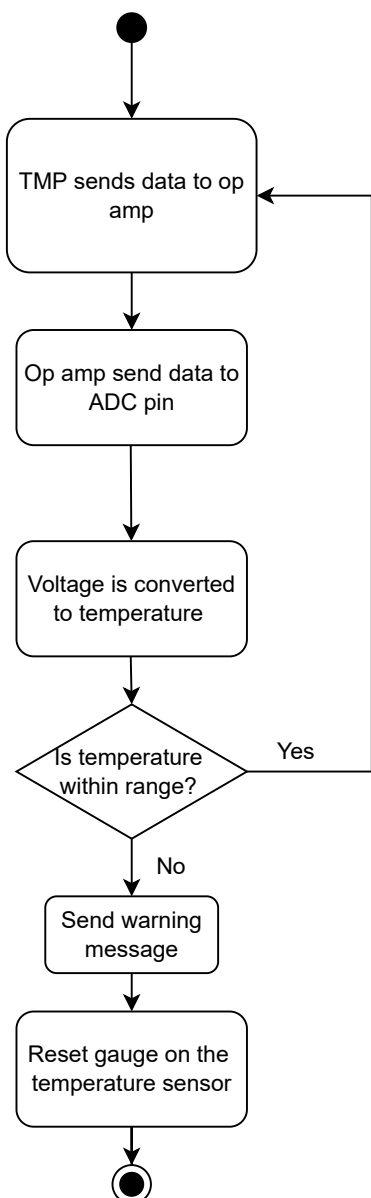 TMP sends data to op
amp
Op amp send data to
ADC pin
Voltage is converted
to temperature
Is temperature
within range?
Yes
No
Send warning
message
Reset gauge on the
temperature sensor